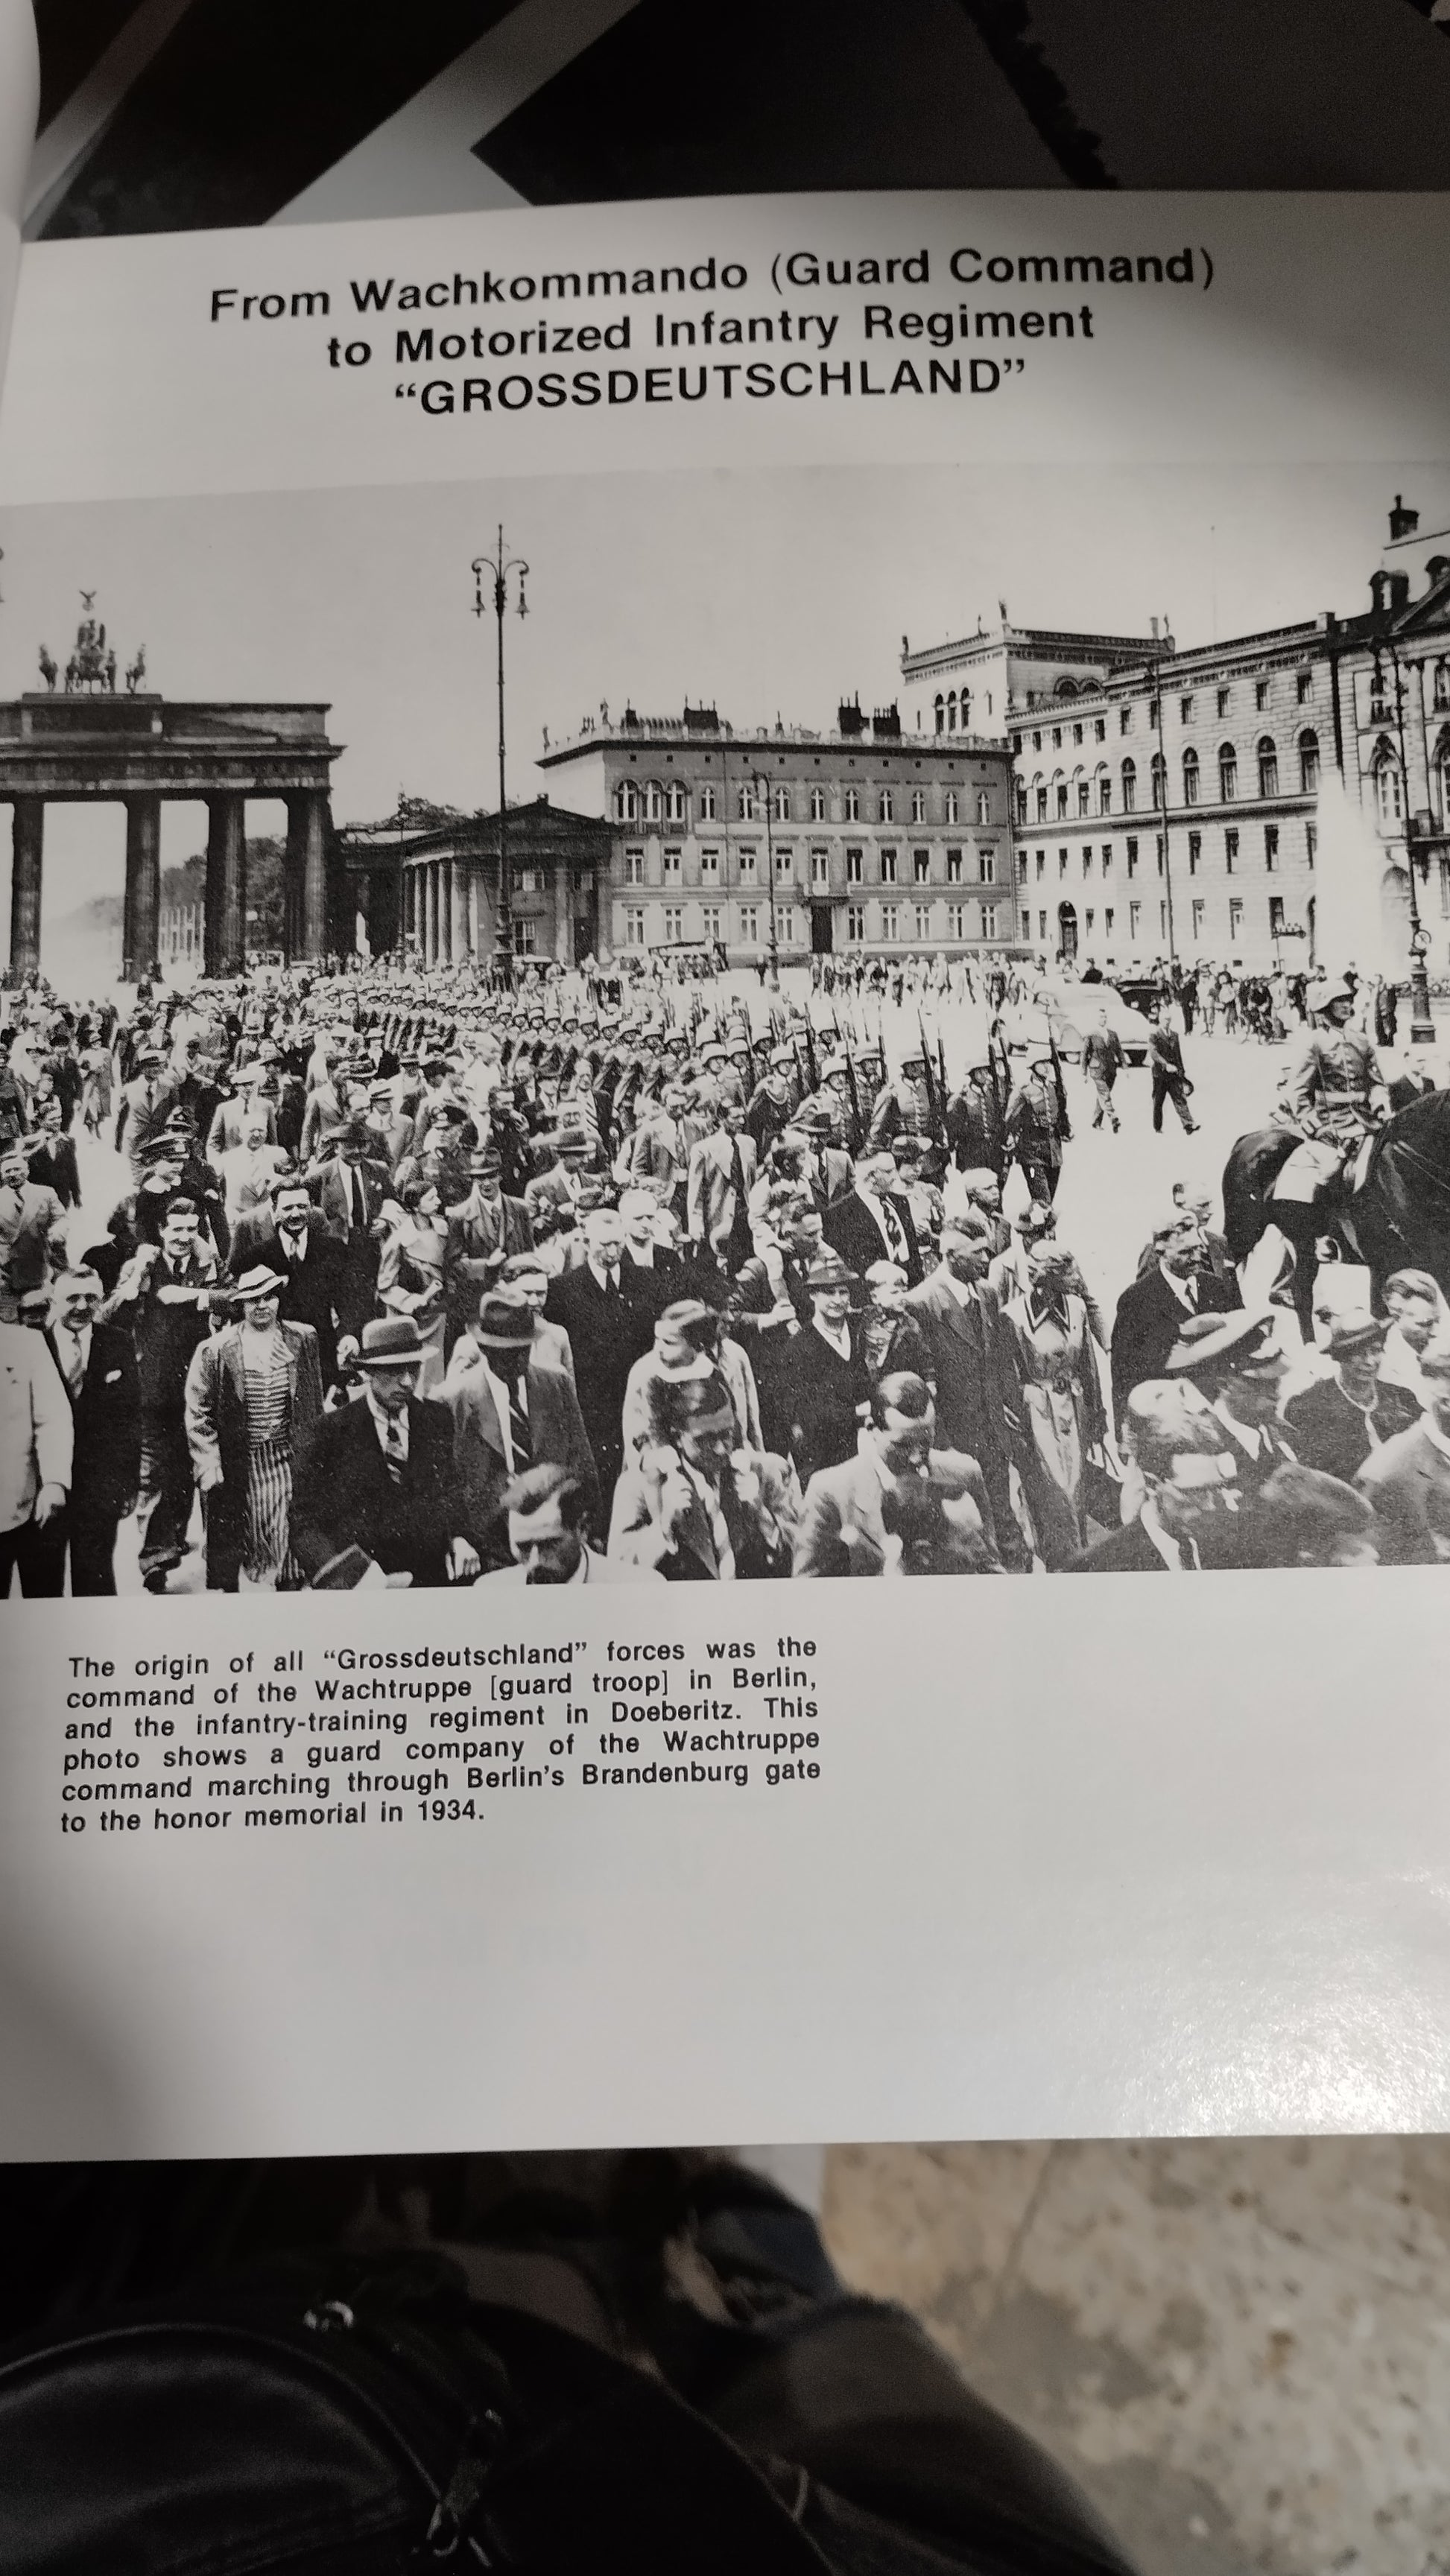 From Wachkommando (Guard Command)
to Motorized Infantry Regiment
“GROSSDEUTSCHLAND”
The origin of all “Grossdeutschland” forces was the
command of the Wachtruppe [guard troop] in Berlin,
and the infantry-training regiment in Doeberitz. This
photo shows a guard company of the Wachtruppe
command marching through Berlin’s Brandenburg gate
to the honor memorial in 1934.